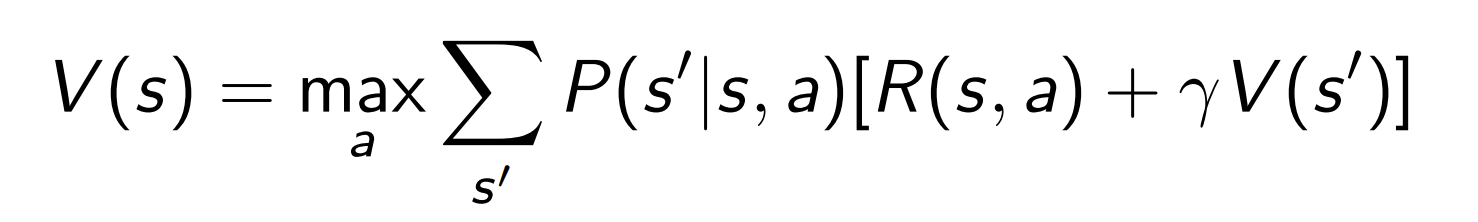 V(s) = max_a ∑_{s′} P(s′|s, a)[R(s, a) + γV(s′)]